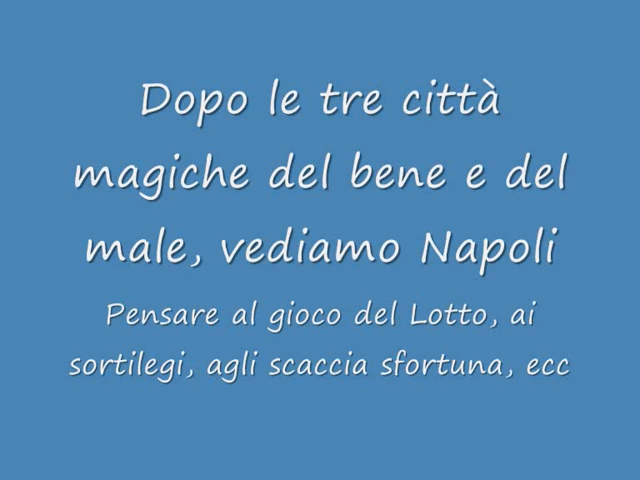 Dopo le tre città
magiche del bene e del
male, vediamo Napoli
Pensare al gioco del Lotto, ai
sortilegi, agli scaccia sfortuna, ecc